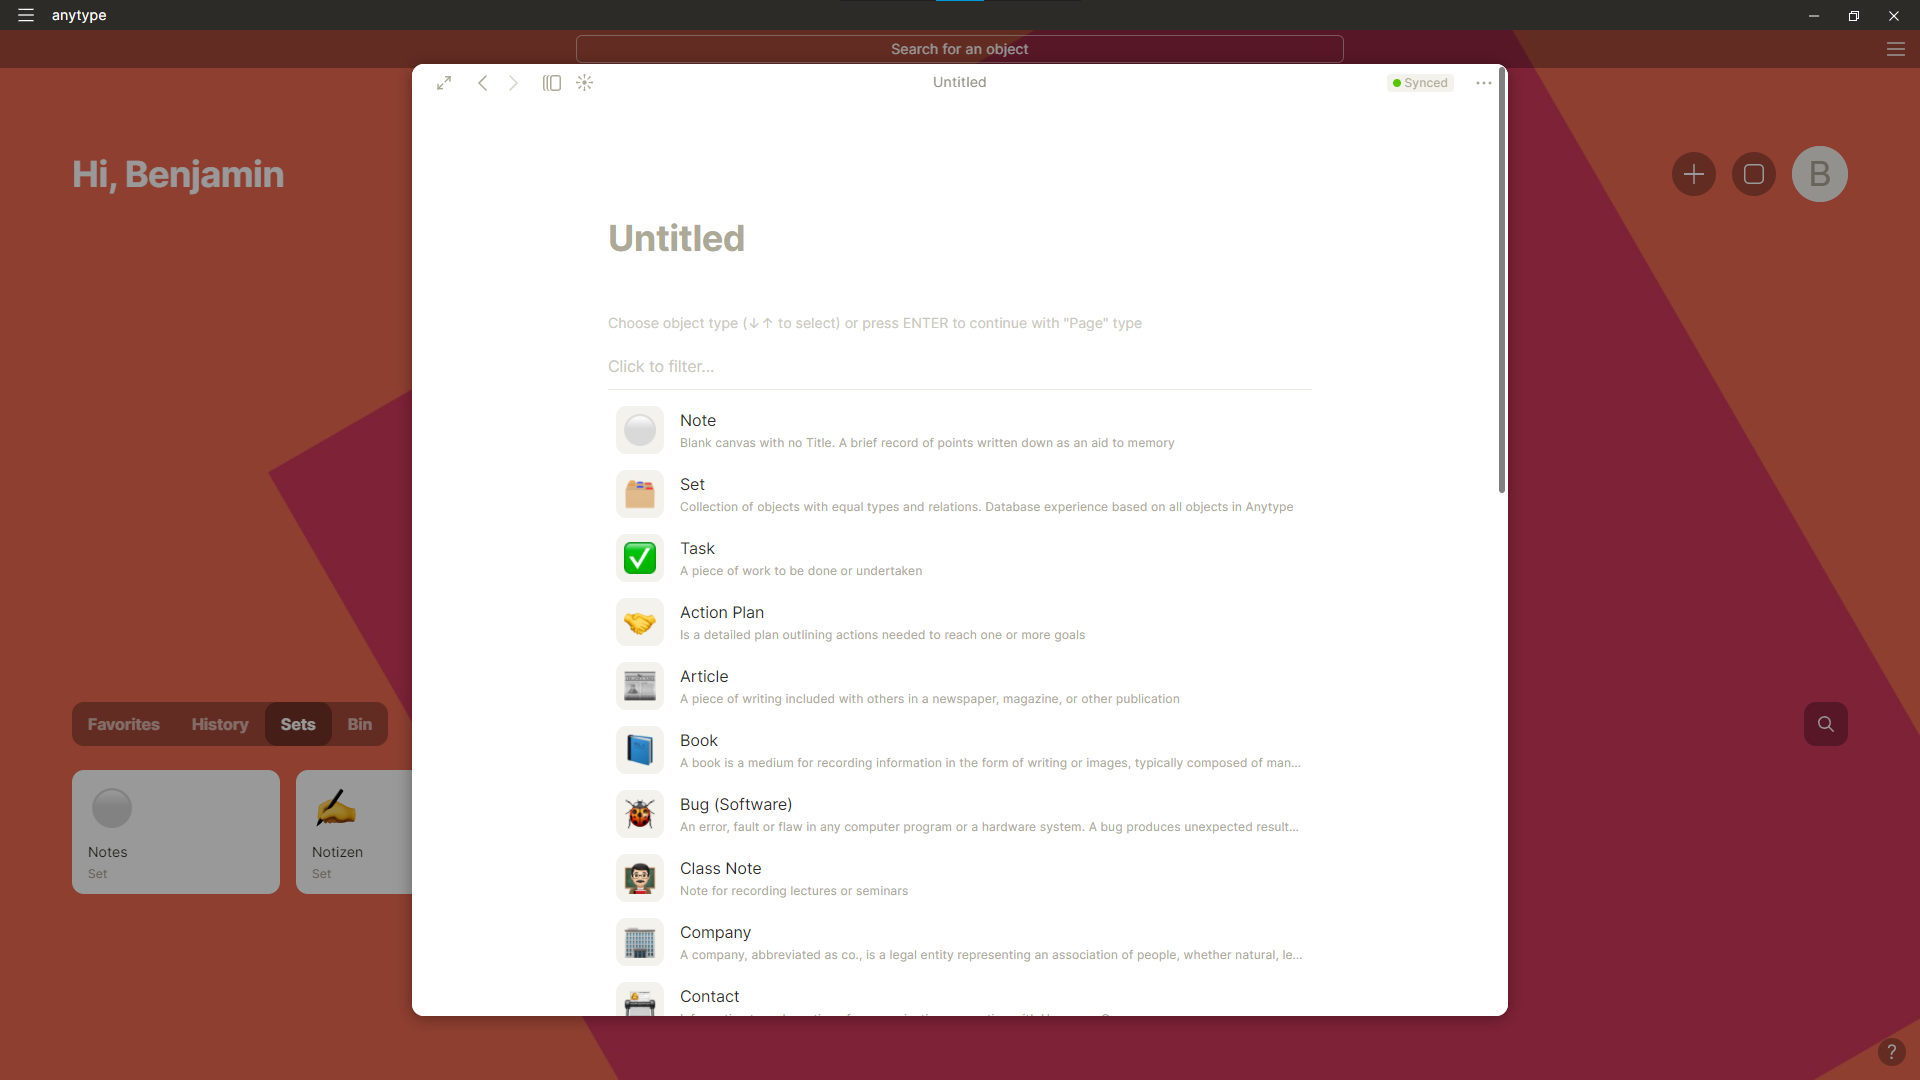 anytype
Search for an object
Untitled
Synced
Hi, Benjamin
B
Untitled
Choose object type (↓↑ to select) or press ENTER to continue with "Page" type
Click to filter...
Note
Blank canvas with no Title. A brief record of points written down as an aid to memory
Set
Collection of objects with equal types and relations. Database experience based on all objects in Anytype
Task
A piece of work to be done or undertaken
Action Plan
Is a detailed plan outlining actions needed to reach one or more goals
Article
A piece of writing included with others in a newspaper, magazine, or other publication
Book
A book is a medium for recording information in the form of writing or images, typically composed of man...
Bug (Software)
An error, fault or flaw in any computer program or a hardware system. A bug produces unexpected result...
Class Note
Note for recording lectures or seminars
Company
A company, abbreviated as co., is a legal entity representing an association of people, whether natural, le...
Contact
Favorites History Sets Bin
Notes
Set
Notizen
Set
?